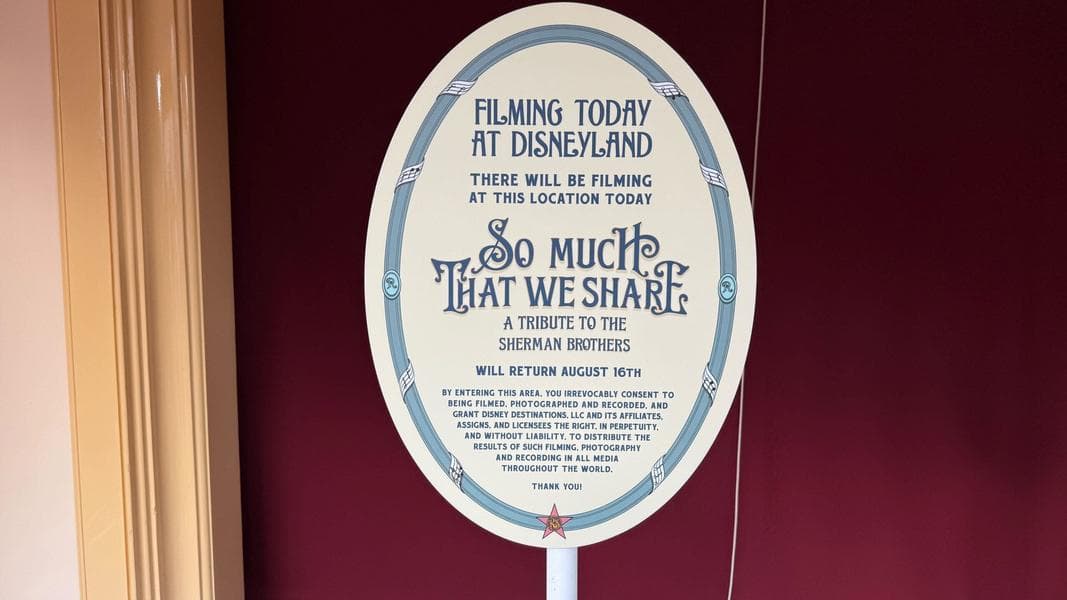 FILMING TODAY
AT DISNEYLAND
THERE WILL BE FILMING
AT THIS LOCATION TODAY
SO MUCH
THAT WE SHARE
A TRIBUTE TO THE
SHERMAN BROTHERS
WILL RETURN AUGUST 16TH
BY ENTERING THIS AREA, YOU IRREVOCABLY CONSENT TO
BEING FILMED, PHOTOGRAPHED AND RECORDED, AND
GRANT DISNEY DESTINATIONS, LLC AND ITS AFFILIATES,
ASSIGNS, AND LICENSEES THE RIGHT, IN PERPETUITY,
AND WITHOUT LIABILITY, TO DISTRIBUTE THE
RESULTS OF SUCH FILMING, PHOTOGRAPHY
AND RECORDING IN ALL MEDIA
THROUGHOUT THE WORLD.
THANK YOU!